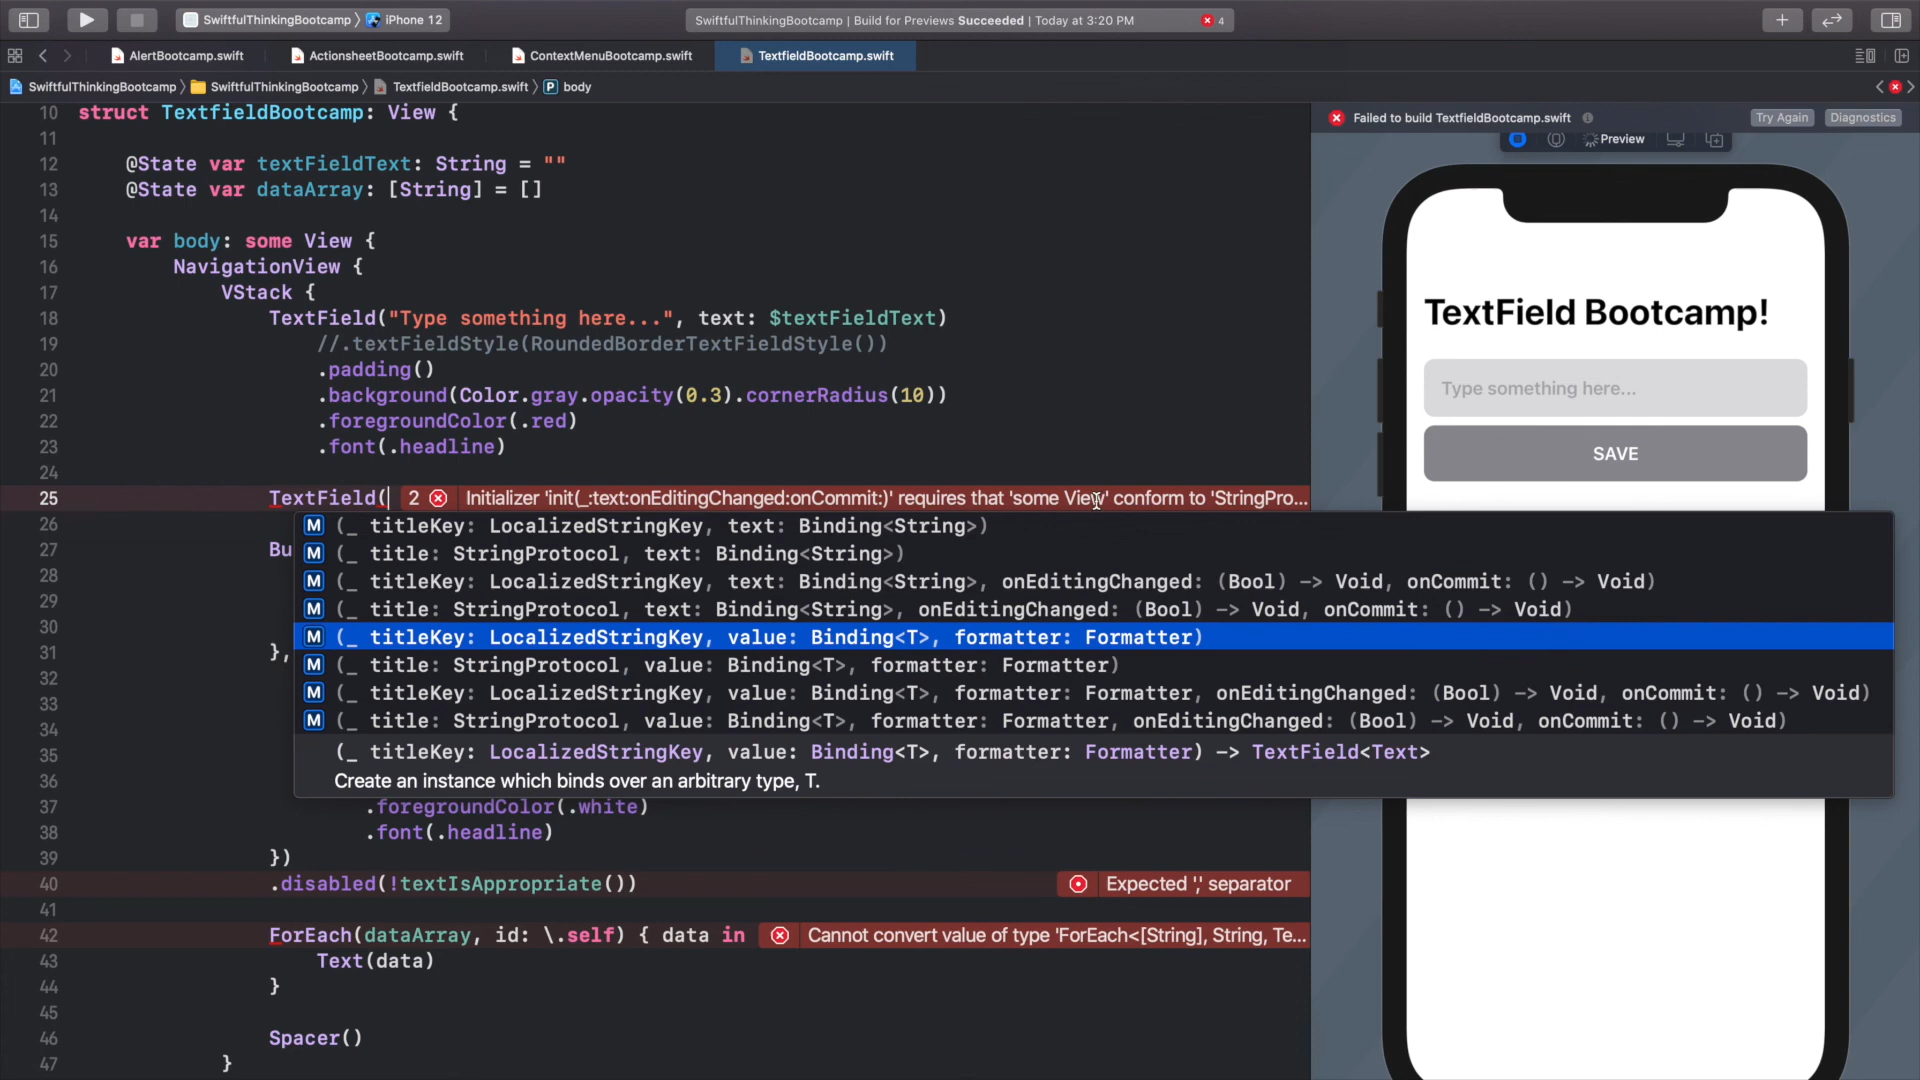 SwiftfulThinkingBootcamp 〉 iPhone 12
SwiftfulThinkingBootcamp | Build for Previews Succeeded | Today at 3:20 PM
4
AlertBootcamp.swift
ActionsheetBootcamp.swift
ContextMenuBootcamp.swift
TextfieldBootcamp.swift
SwiftfulThinkingBootcamp 〉 SwiftfulThinkingBootcamp 〉 TextfieldBootcamp.swift 〉 P body
10 struct TextfieldBootcamp: View {
11
12 @State var textFieldText: String = ""
13 @State var dataArray: [String] = []
14
15 var body: some View {
16 NavigationView {
17 VStack {
18 TextField("Type something here...", text: $textFieldText)
19 //.textFieldStyle(RoundedBorderTextFieldStyle())
20 .padding()
21 .background(Color.gray.opacity(0.3).cornerRadius(10))
22 .foregroundColor(.red)
23 .font(.headline)
24
25 TextField( 2 Initializer 'init(_:text:onEditingChanged:onCommit:)' requires that 'some View' conform to 'StringPro...
26
27 Bu
28
29
30
31 },
32
33
34
35
36
M (_ titleKey: LocalizedStringKey, text: Binding<String>)
M (_ title: StringProtocol, text: Binding<String>)
M (_ titleKey: LocalizedStringKey, text: Binding<String>, onEditingChanged: (Bool) -> Void, onCommit: () -> Void)
M (_ title: StringProtocol, text: Binding<String>, onEditingChanged: (Bool) -> Void, onCommit: () -> Void)
M (_ titleKey: LocalizedStringKey, value: Binding<T>, formatter: Formatter)
M (_ title: StringProtocol, value: Binding<T>, formatter: Formatter)
M (_ titleKey: LocalizedStringKey, value: Binding<T>, formatter: Formatter, onEditingChanged: (Bool) -> Void, onCommit: () -> Void)
M (_ title: StringProtocol, value: Binding<T>, formatter: Formatter, onEditingChanged: (Bool) -> Void, onCommit: () -> Void)
(_ titleKey: LocalizedStringKey, value: Binding<T>, formatter: Formatter) -> TextField<Text>
Create an instance which binds over an arbitrary type, T.
37 .foregroundColor(.white)
38 .font(.headline)
39 })
40 .disabled(!textIsAppropriate()) Expected ',' separator
41
42 ForEach(dataArray, id: \.self) { data in Cannot convert value of type 'ForEach<[String], String, Te...
43 Text(data)
44 }
45
46 Spacer()
47 }
Failed to build TextfieldBootcamp.swift
Try Again
Diagnostics
Preview
TextField Bootcamp!
Type something here...
SAVE